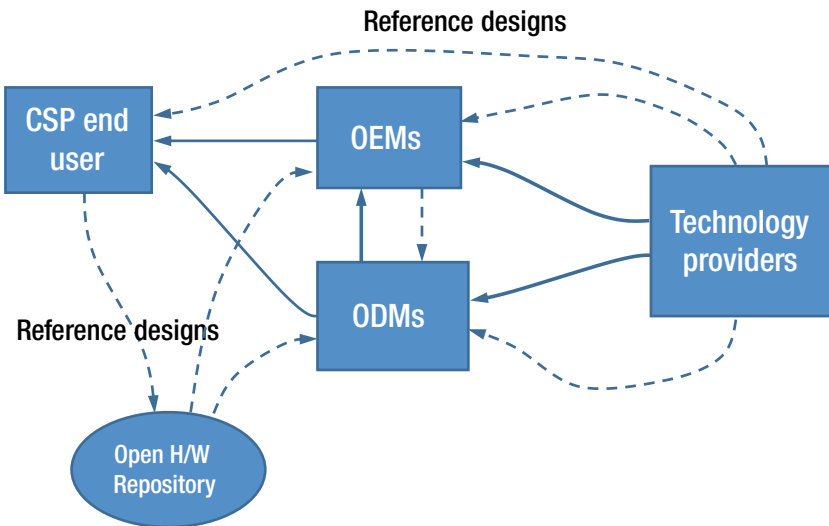 Reference designs
CSP end
user
OEMs
Technology
providers
ODMs
Reference designs
Open H/W
Repository